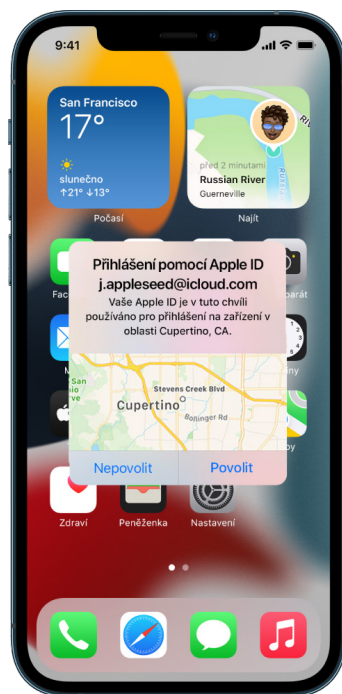 9:41
San Francisco
17°
slunečno
↑21° ↓13°
Počasí
před 2 minutami
Russian River
Guerneville
Najít
Přihlášení pomocí Apple ID
j.appleseed@icloud.com
Vaše Apple ID je v tuto chvíli
používáno pro přihlášení na zařízení v
oblasti Cupertino, CA.
Stevens Creek Blvd
Cupertino
Bollinger Rd
Nepovolit
Povolit
Zdraví
Peněženka
Nastavení